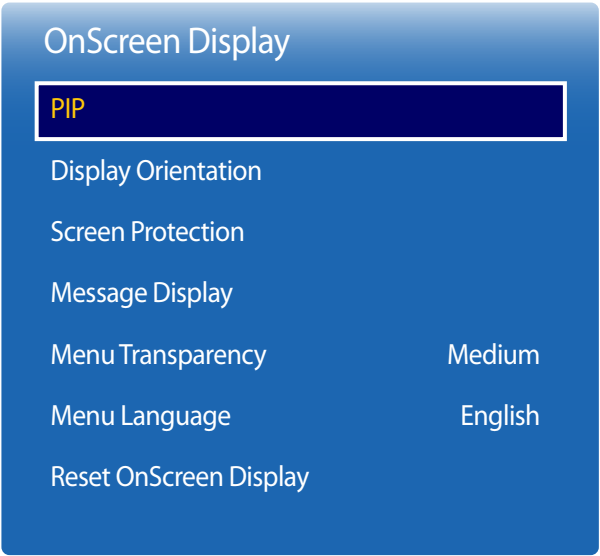 OnScreen Display
PIP
Display Orientation
Screen Protection
Message Display
Menu Transparency Medium
Menu Language English
Reset OnScreen Display